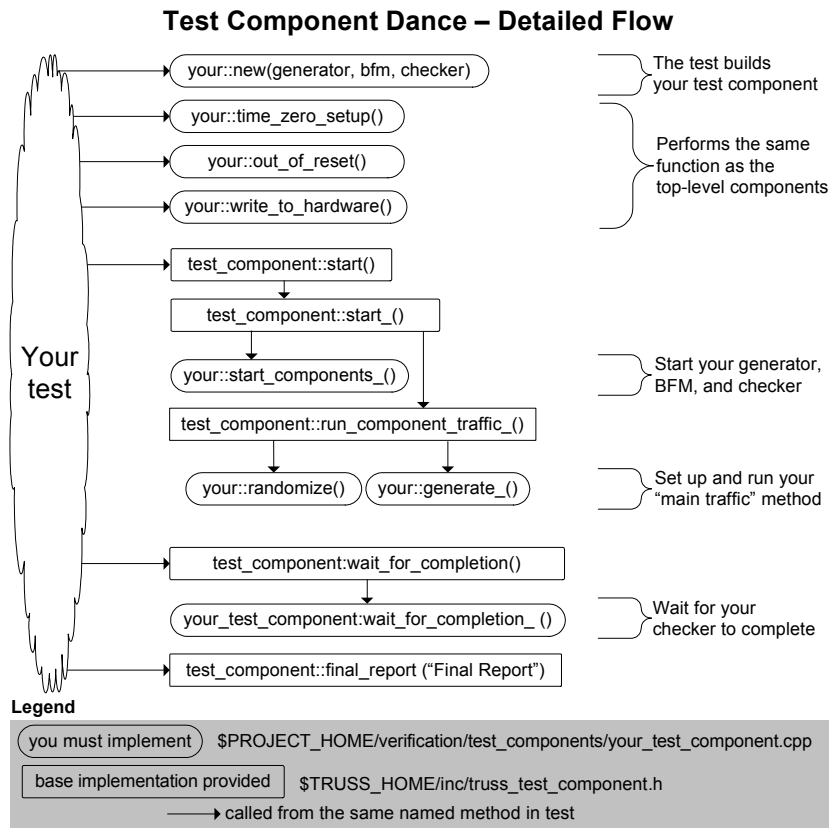 Test Component Dance – Detailed Flow
your::new(generator, bfm, checker)
The test builds
your test component
your::time_zero_setup()
your::out_of_reset()
your::write_to_hardware()
Performs the same
function as the
top-level components
test_component::start()
test_component::start_()
Your
test
your::start_components_()
Start your generator,
BFM, and checker
test_component::run_component_traffic_()
your::randomize()
your::generate_()
Set up and run your
“main traffic” method
test_component:wait_for_completion()
your_test_component:wait_for_completion_ ()
Wait for your
checker to complete
test_component::final_report (“Final Report”)
Legend
you must implement
$PROJECT_HOME/verification/test_components/your_test_component.cpp
base implementation provided
$TRUSS_HOME/inc/truss_test_component.h
called from the same named method in test